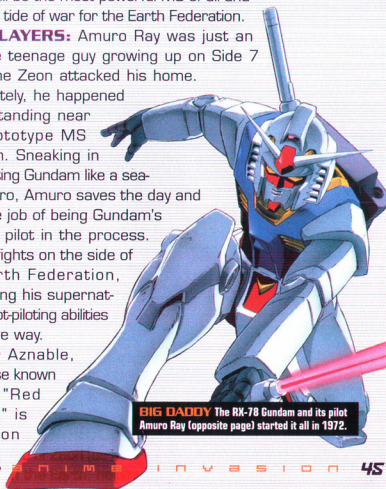 tide of war for the Earth Federation.
LAYERS: Amuro Ray was just an
teenage guy growing up on Side 7
Zeon attacked his home.
tely, he happened
tanding near
ototype MS
Sneaking in
ting Gundam like a sea-
ro, Amuro saves the day and
job of being Gundam's
pilot in the process.
fights on the side of
rth Federation,
ng his supernat-
ot-piloting abilities
e way.
Aznable,
se known
"Red
" is
on
BIG DADDY The RX-78 Gundam and its pilot
Amuro Ray (opposite page) started it all in 1972.
anime invasion 45